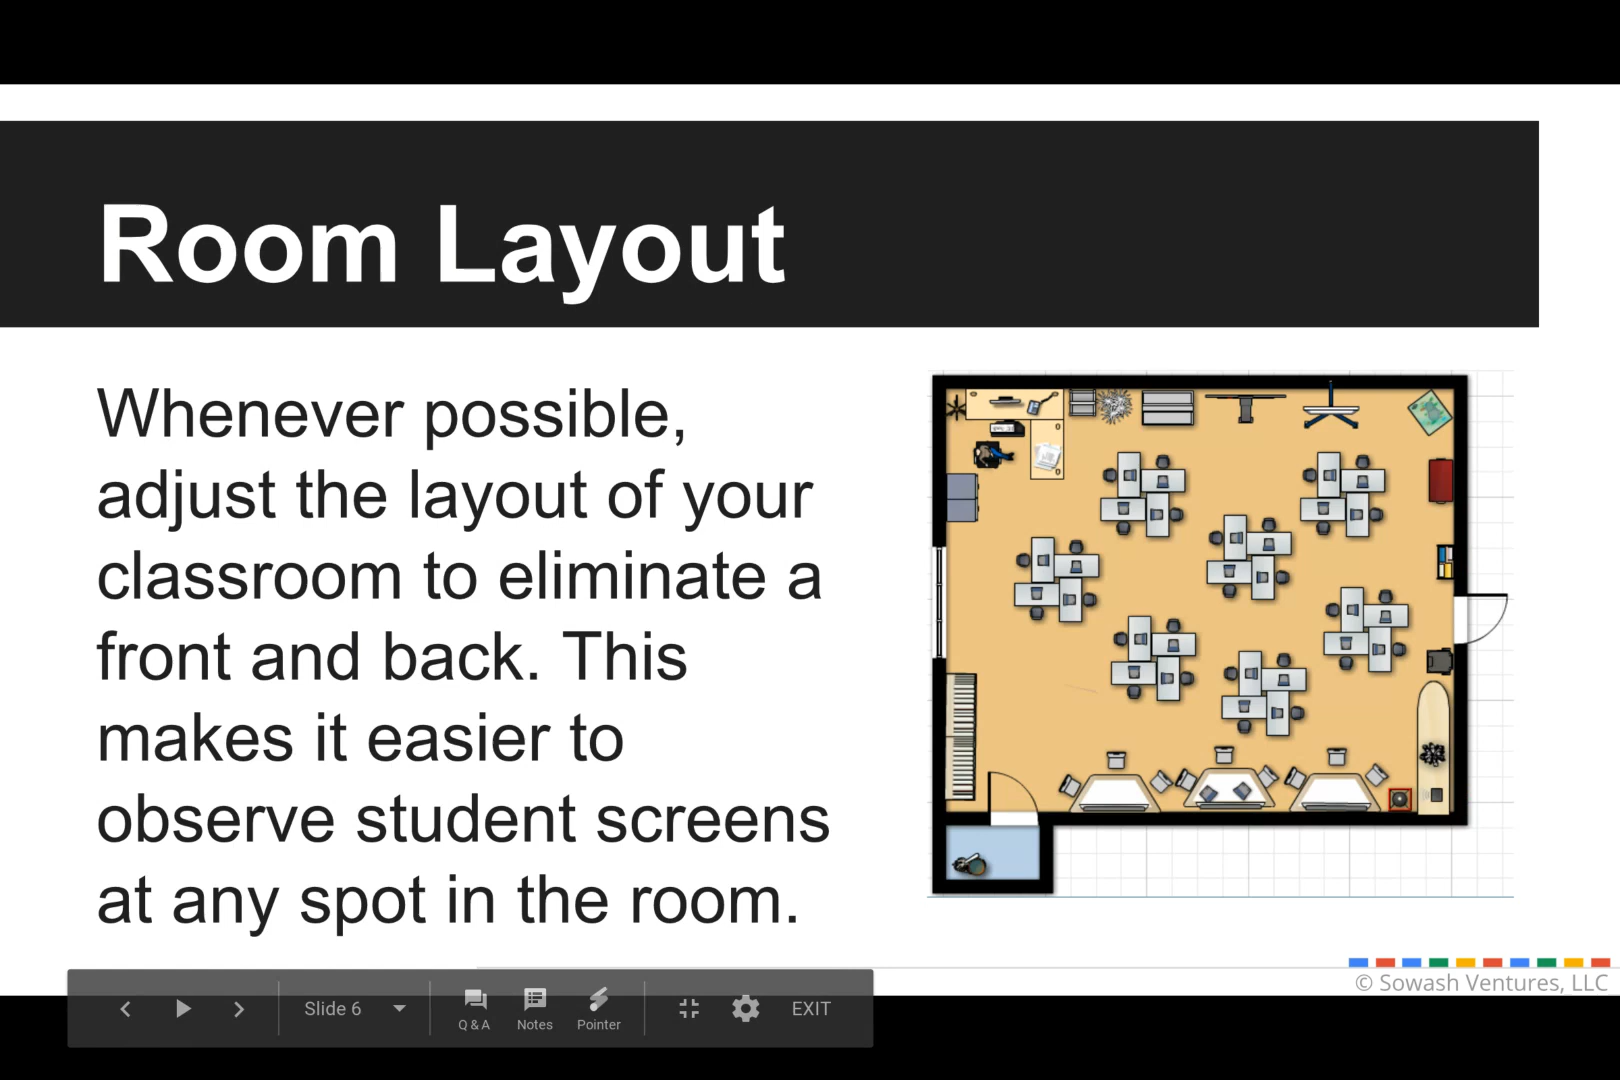 Room Layout
Whenever possible,
adjust the layout of your
classroom to eliminate a
front and back. This
makes it easier to
observe student screens
at any spot in the room.
© Sowash Ventures, LLC
Slide 6
Q & A
Notes
Pointer
EXIT